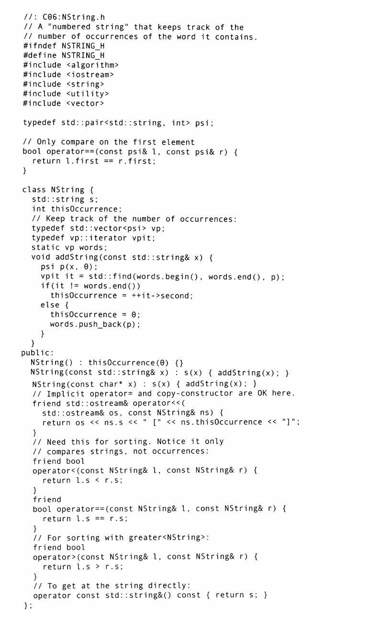 //: C06:NString.h
// A "numbered string" that keeps track of the
// number of occurrences of the word it contains.
#ifndef NSTRING_H
#define NSTRING_H
#include <algorithm>
#include <iostream>
#include <string>
#include <utility>
#include <vector>

typedef std::pair<std::string, int> psi;

// Only compare on the first element
bool operator==(const psi& l, const psi& r) {
  return l.first == r.first;
}

class NString {
  std::string s;
  int thisOccurrence;
  // Keep track of the number of occurrences:
  typedef std::vector<psi> vp;
  typedef vp::iterator vpit;
  static vp words;
  void addString(const std::string& x) {
    psi p(x, 0);
    vpit it = std::find(words.begin(), words.end(), p);
    if(it != words.end())
      thisOccurrence = ++it->second;
    else {
      thisOccurrence = 0;
      words.push_back(p);
    }
  }
public:
  NString() : thisOccurrence(0) {}
  NString(const std::string& x) : s(x) { addString(x); }
  NString(const char* x) : s(x) { addString(x); }
  // Implicit operator= and copy-constructor are OK here.
  friend std::ostream& operator<<(
    std::ostream& os, const NString& ns) {
    return os << ns.s << " [" << ns.thisOccurrence << "]";
  }
  // Need this for sorting. Notice it only
  // compares strings, not occurrences:
  friend bool
  operator<(const NString& l, const NString& r) {
    return l.s < r.s;
  }
  friend
  bool operator==(const NString& l, const NString& r) {
    return l.s == r.s;
  }
  // For sorting with greater<NString>:
  friend bool
  operator>(const NString& l, const NString& r) {
    return l.s > r.s;
  }
  // To get at the string directly:
  operator const std::string&() const { return s; }
};